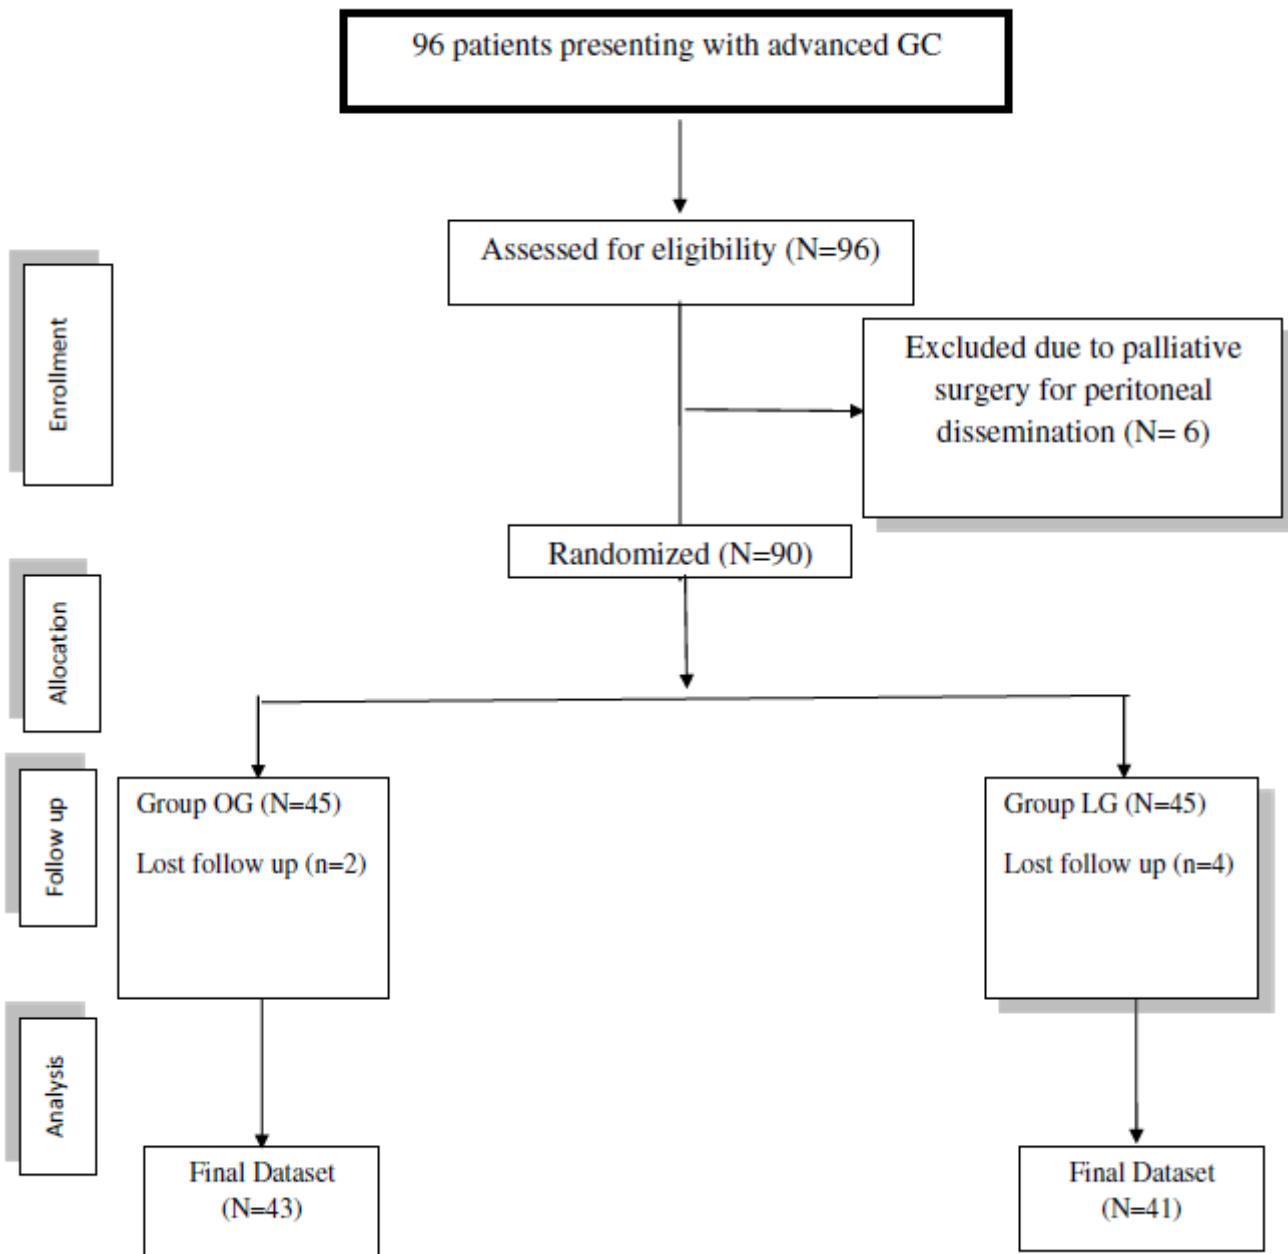 96 patients presenting with advanced GC
Assessed for eligibility (N=96)
Enrollment
Excluded due to palliative
surgery for peritoneal
dissemination (N= 6)
Randomized (N=90)
Allocation
Follow up
Group OG (N=45)
Lost follow up (n=2)
Group LG (N=45)
Lost follow up (n=4)
Analysis
Final Dataset
(N=43)
Final Dataset
(N=41)